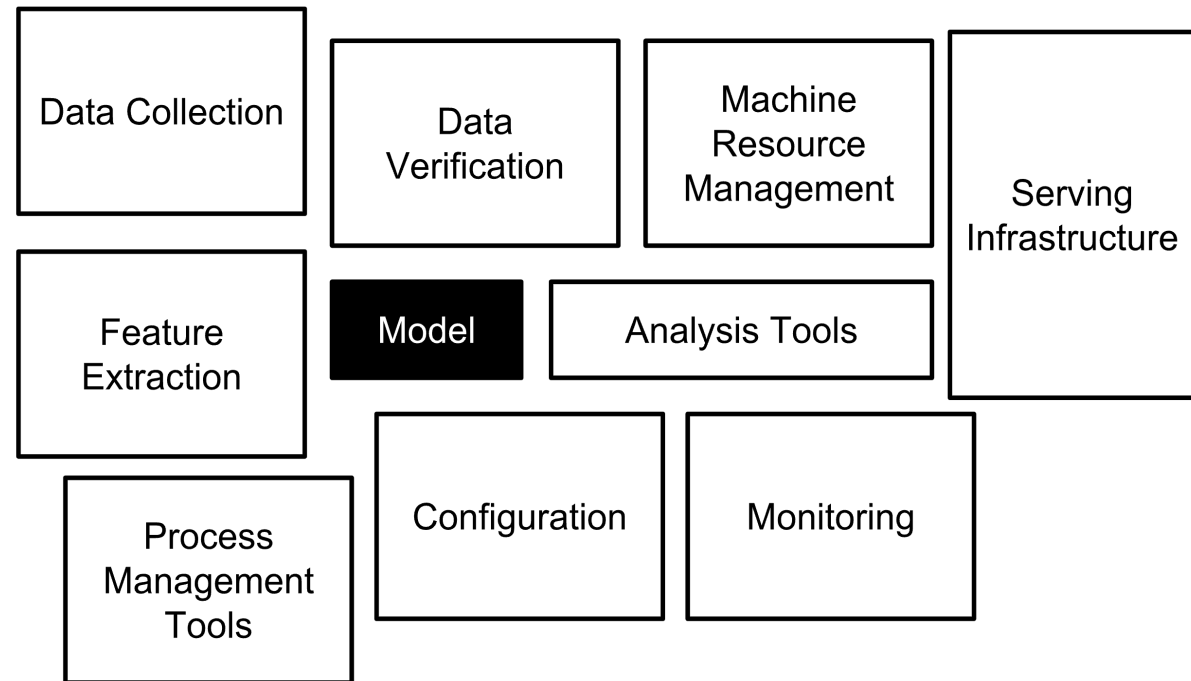 Data Collection
Data
Verification
Machine
Resource
Management
Serving
Infrastructure
Feature
Extraction
Model
Analysis Tools
Process
Management
Tools
Configuration
Monitoring